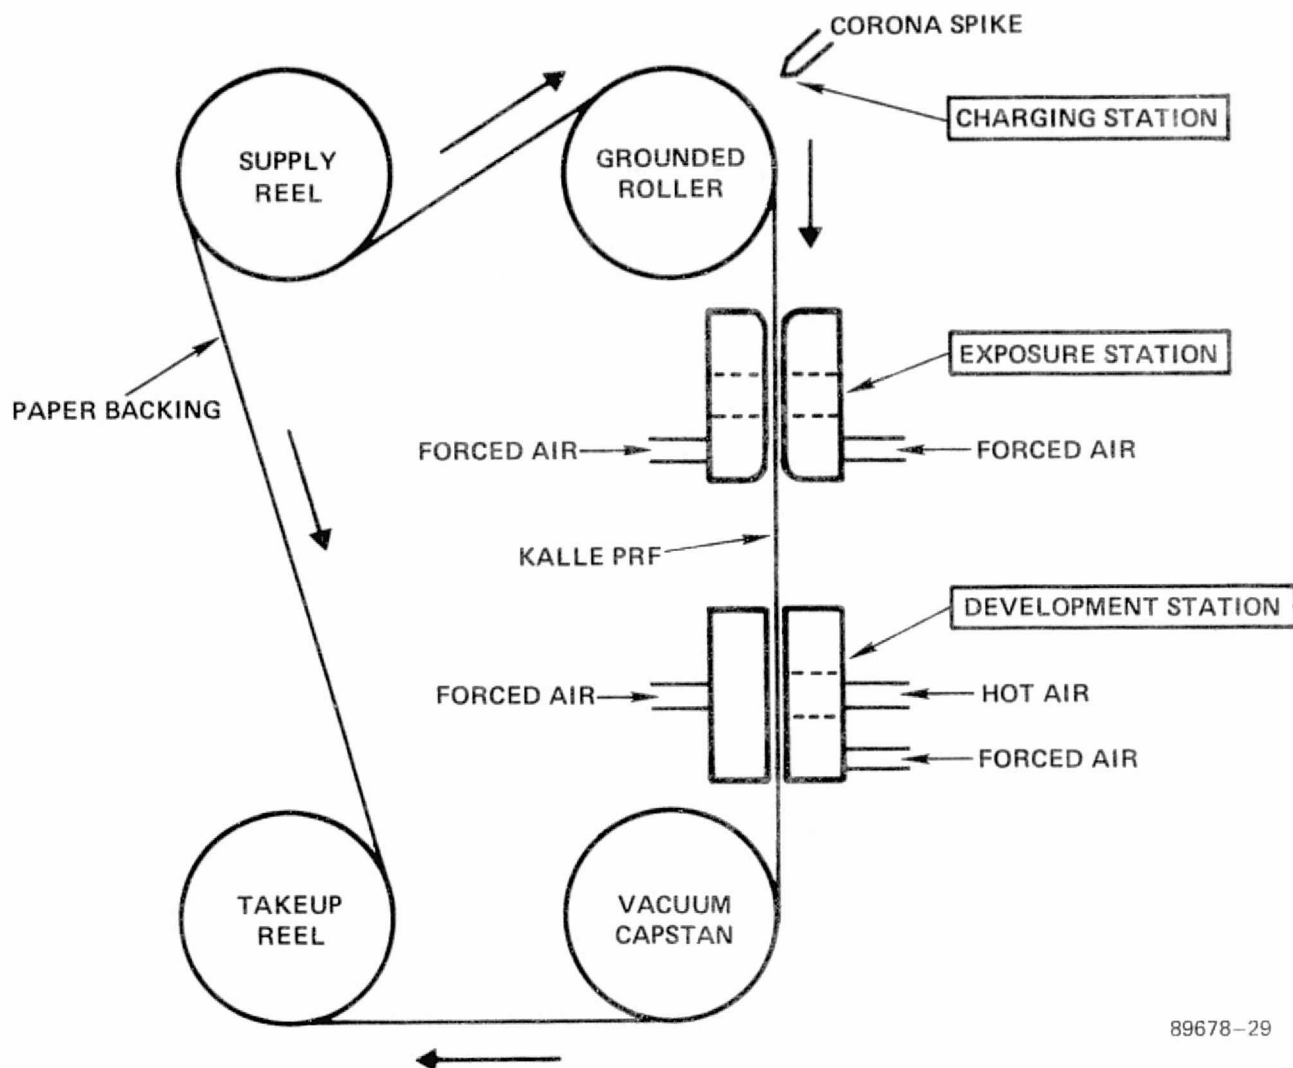 CORONA SPIKE
CHARGING STATION
SUPPLY
REEL
GROUNDED
ROLLER
EXPOSURE STATION
PAPER BACKING
FORCED AIR
FORCED AIR
KALLE PRF
DEVELOPMENT STATION
FORCED AIR
HOT AIR
FORCED AIR
TAKEUP
REEL
VACUUM
CAPSTAN
89678-29